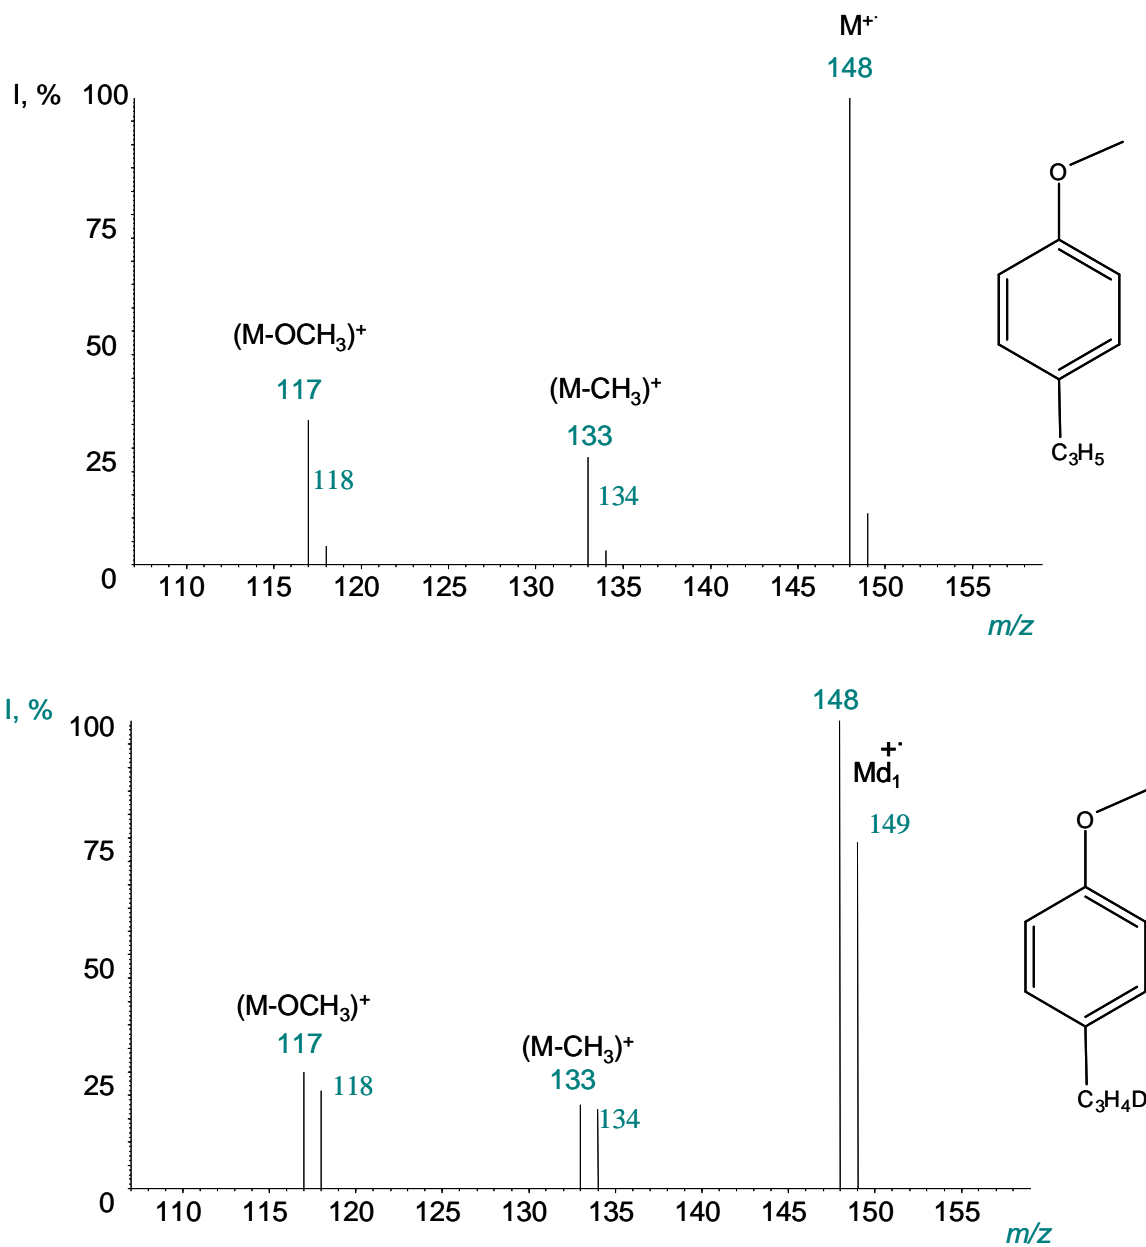 M⁺·
148
I, % 100
O
75
(M-OCH₃)⁺
50
117
(M-CH₃)⁺
133
25
118
134
C₃H₅
0
110 115 120 125 130 135 140 145 150 155
m/z
I, %
148
100
+·
Md₁
O
149
75
50
(M-OCH₃)⁺
117
(M-CH₃)⁺
25
118
133
134
C₃H₄D
0
110 115 120 125 130 135 140 145 150 155
m/z